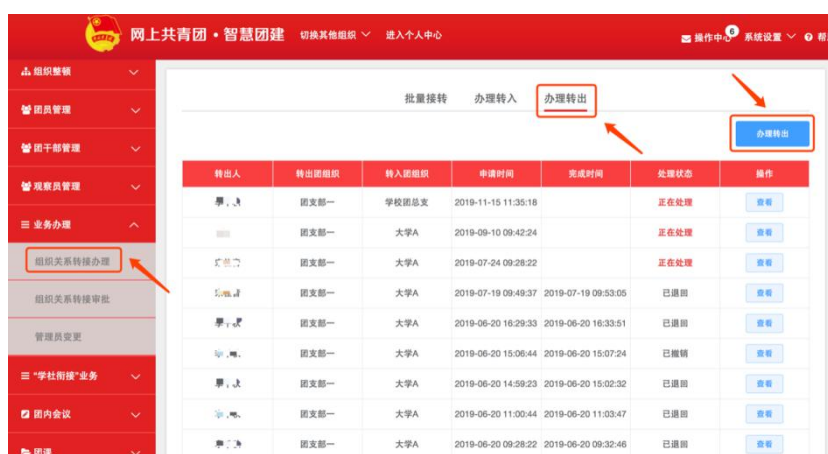 网上共青团·智慧团建 切换其他组织 进入个人中心 操作中心 6 系统设置 帮
组织整顿
团员管理
团干部管理
观察员管理
业务办理
组织关系转接办理
组织关系转接审批
管理员变更
“学社衔接”业务
团内会议
团课
批量接转 办理转入 办理转出
办理转出
转出人 转出团组织 转入团组织 申请时间 完成时间 处理状态 操作
团支部一 学校团总支 2019-11-15 11:35:18 正在处理 查看
团支部一 大学A 2019-09-10 09:42:24 正在处理 查看
团支部一 大学A 2019-07-24 09:28:22 正在处理 查看
团支部一 大学A 2019-07-19 09:49:37 2019-07-19 09:53:05 已退回 查看
团支部一 大学A 2019-06-20 16:29:33 2019-06-20 16:33:51 已退回 查看
团支部一 大学A 2019-06-20 15:06:44 2019-06-20 15:07:24 已撤销 查看
团支部一 大学A 2019-06-20 14:59:23 2019-06-20 15:02:32 已退回 查看
团支部一 大学A 2019-06-20 11:00:44 2019-06-20 11:03:47 已退回 查看
团支部一 大学A 2019-06-20 09:28:22 2019-06-20 09:32:46 已退回 查看